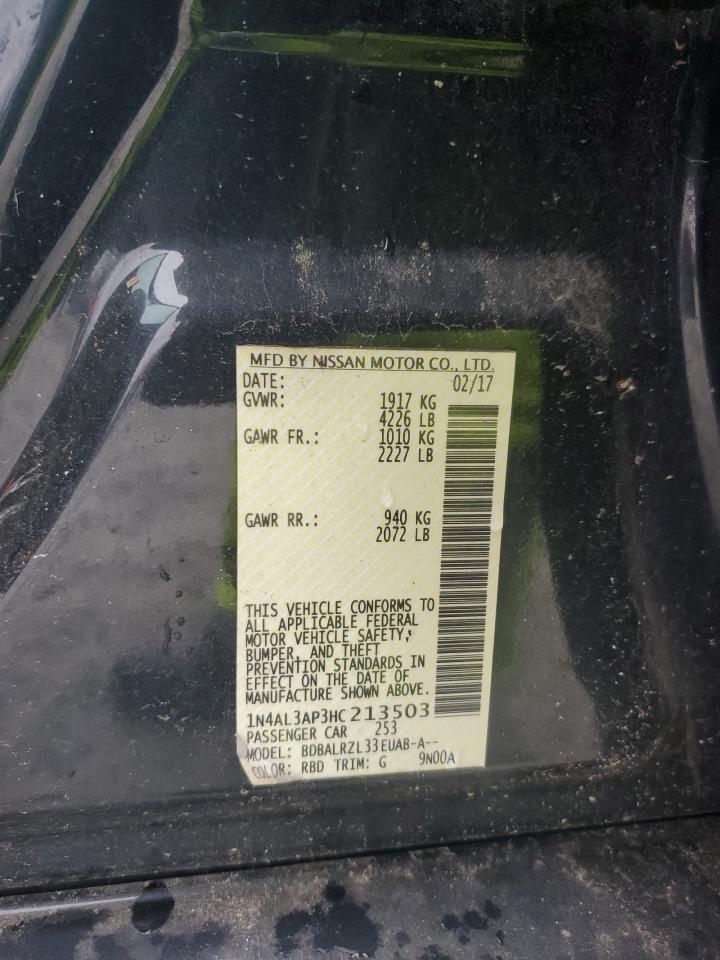 MFD BY NISSAN MOTOR CO., LTD.
DATE: 02/17
GVWR: 1917 KG
4226 LB
GAWR FR.: 1010 KG
2227 LB
GAWR RR.: 940 KG
2072 LB
THIS VEHICLE CONFORMS TO
ALL APPLICABLE FEDERAL
MOTOR VEHICLE SAFETY,
BUMPER, AND THEFT
PREVENTION STANDARDS IN
EFFECT ON THE DATE OF
MANUFACTURE SHOWN ABOVE.
1N4AL3AP3HC213503
PASSENGER CAR 253
MODEL: BDBALRZL33EUAB-A--
COLOR: RBD TRIM: G 9N00A